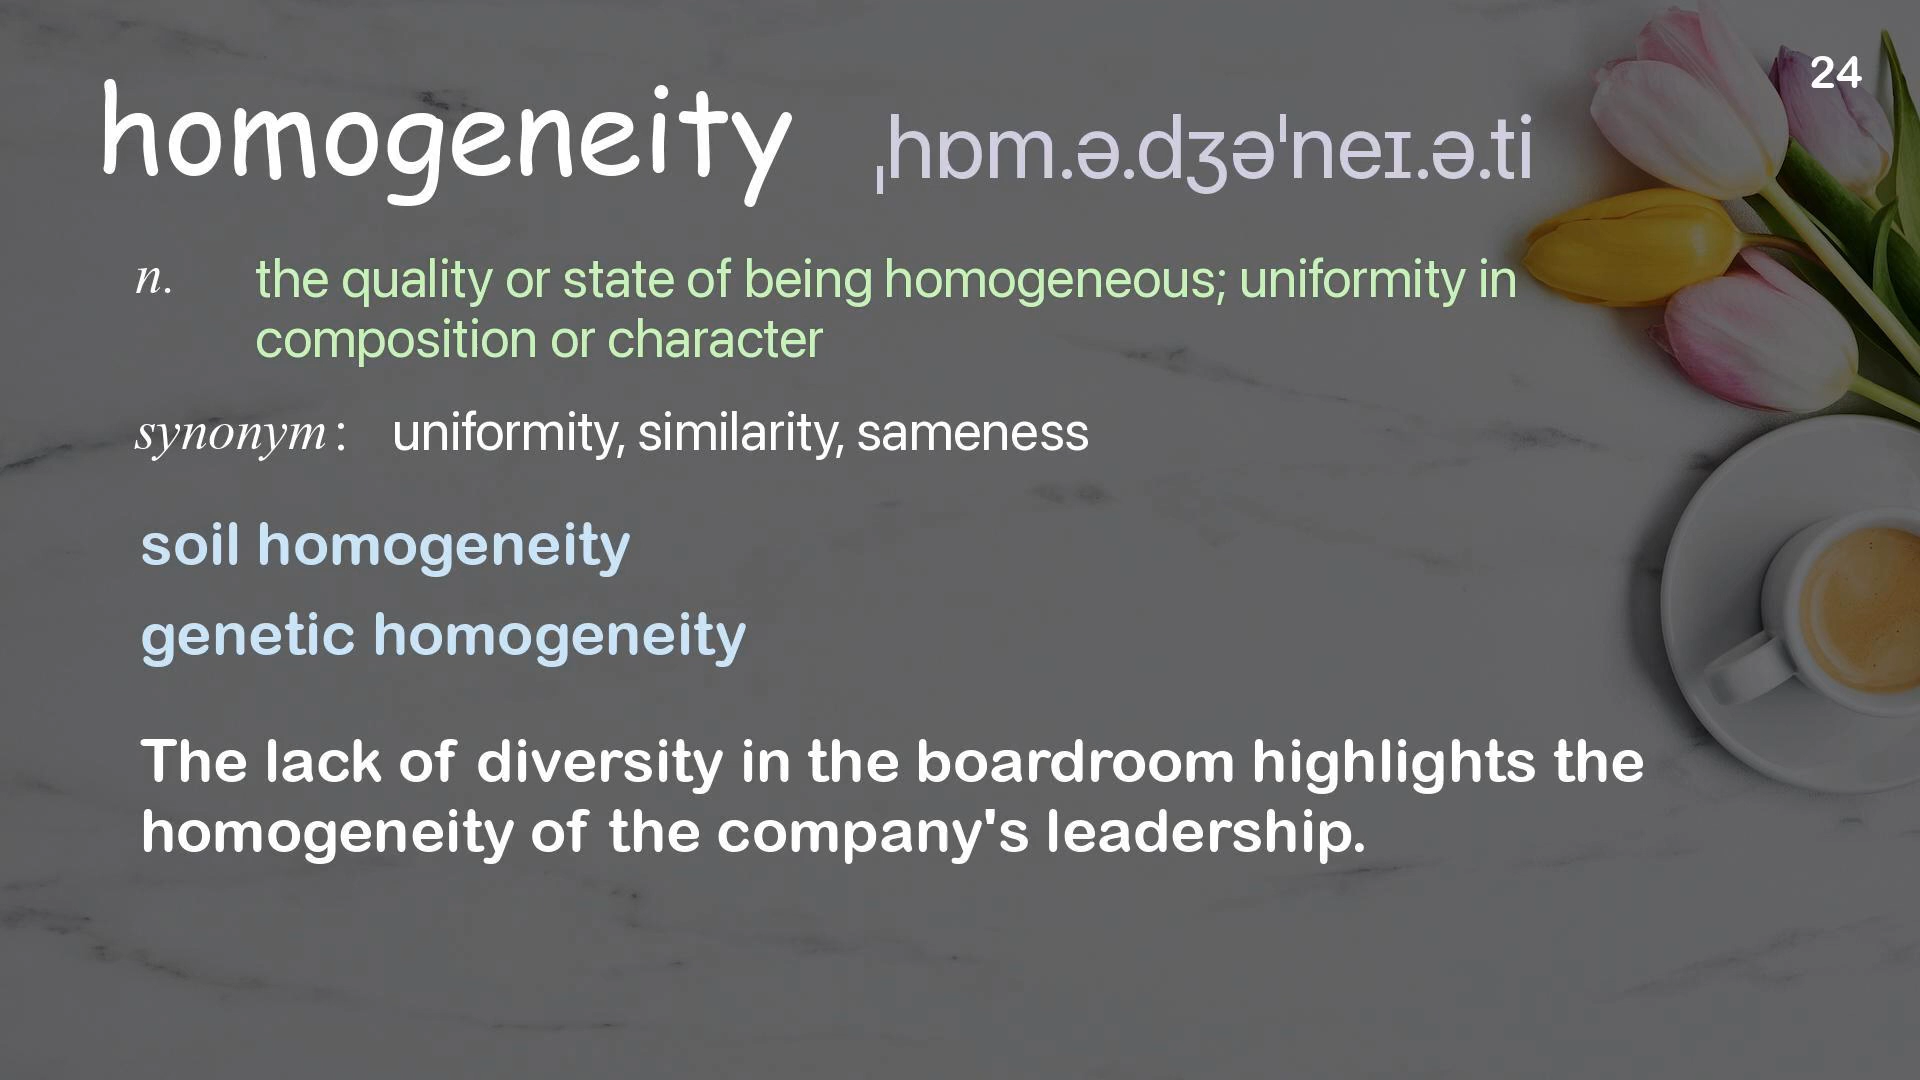 24
homogeneity ˌhɒm.ə.dʒəˈneɪ.ə.ti
n. the quality or state of being homogeneous; uniformity in
composition or character
synonym: uniformity, similarity, sameness
soil homogeneity
genetic homogeneity
The lack of diversity in the boardroom highlights the
homogeneity of the company's leadership.